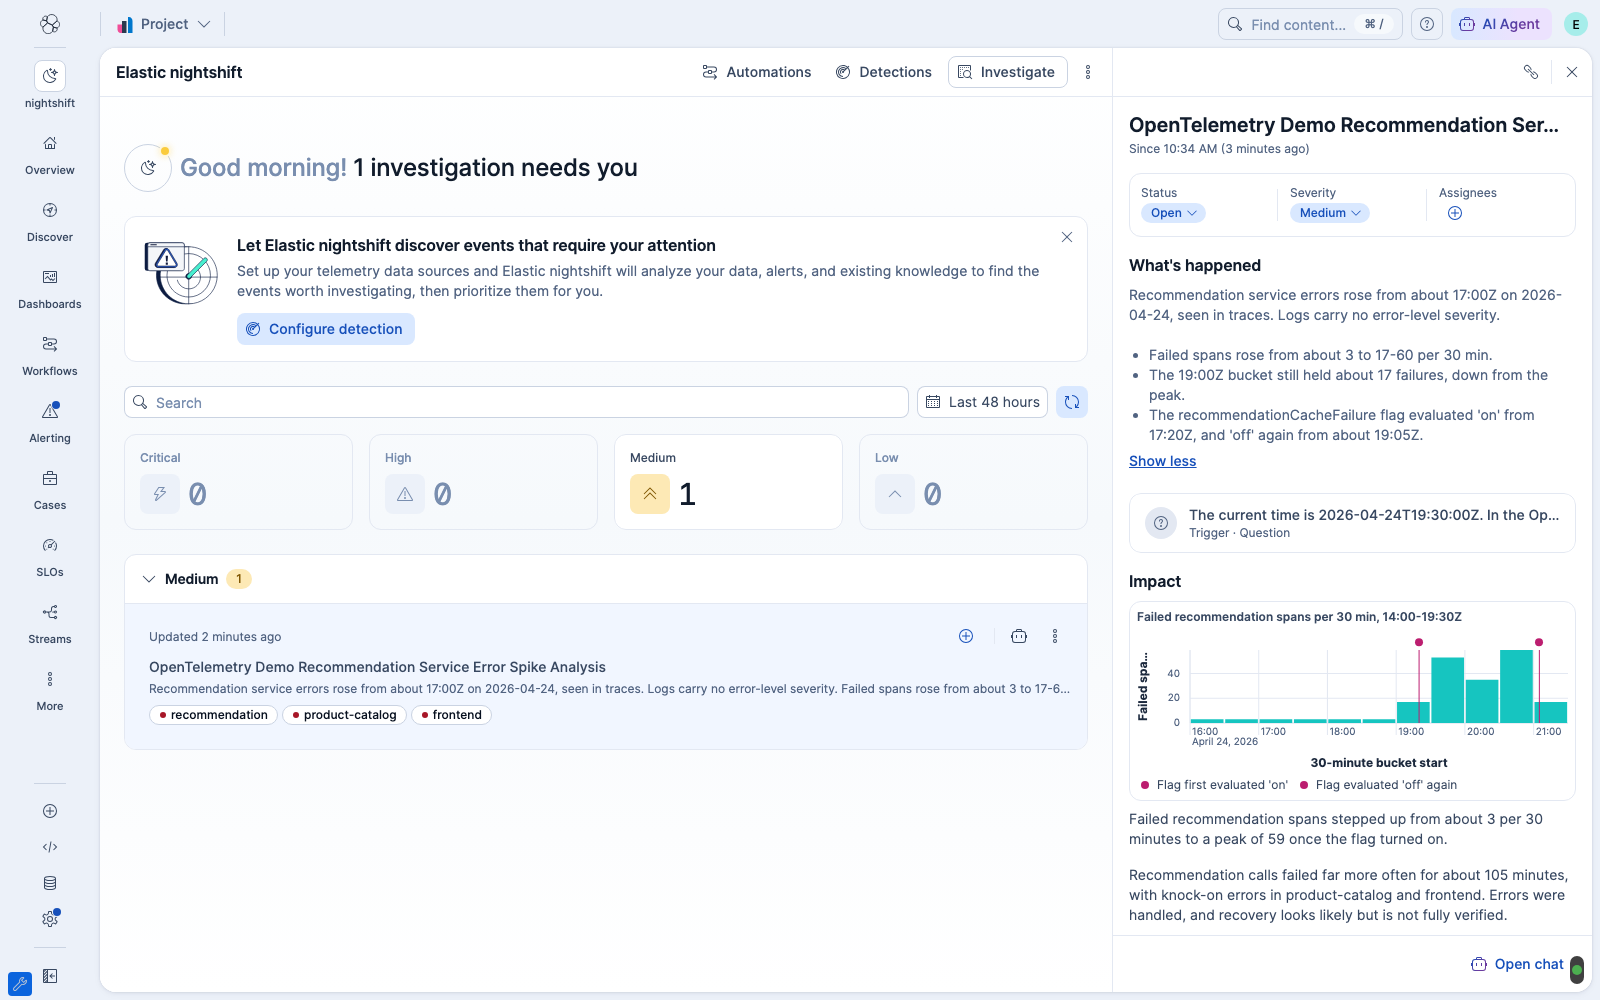 Project
Find content...
⌘ /
AI Agent
E
nightshift
Overview
Discover
Dashboards
Workflows
Alerting
Cases
SLOs
Streams
More
Elastic nightshift
Automations
Detections
Investigate
Good morning! 1 investigation needs you
Let Elastic nightshift discover events that require your attention
Set up your telemetry data sources and Elastic nightshift will analyze your data, alerts, and existing knowledge to find the
events worth investigating, then prioritize them for you.
Configure detection
Search
Last 48 hours
Critical
0
High
0
Medium
1
Low
0
Medium 1
Updated 2 minutes ago
OpenTelemetry Demo Recommendation Service Error Spike Analysis
Recommendation service errors rose from about 17:00Z on 2026-04-24, seen in traces. Logs carry no error-level severity. Failed spans rose from about 3 to 17-6...
recommendation
product-catalog
frontend
OpenTelemetry Demo Recommendation Ser...
Since 10:34 AM (3 minutes ago)
Status
Open
Severity
Medium
Assignees
What's happened
Recommendation service errors rose from about 17:00Z on 2026-
04-24, seen in traces. Logs carry no error-level severity.
• Failed spans rose from about 3 to 17-60 per 30 min.
• The 19:00Z bucket still held about 17 failures, down from the
peak.
• The recommendationCacheFailure flag evaluated 'on' from
17:20Z, and 'off' again from about 19:05Z.
Show less
The current time is 2026-04-24T19:30:00Z. In the Op...
Trigger · Question
Impact
Failed recommendation spans per 30 min, 14:00-19:30Z
Failed spa...
40
20
0
16:00
17:00
18:00
19:00
20:00
21:00
April 24, 2026
30-minute bucket start
Flag first evaluated 'on'
Flag evaluated 'off' again
Failed recommendation spans stepped up from about 3 per 30
minutes to a peak of 59 once the flag turned on.
Recommendation calls failed far more often for about 105 minutes,
with knock-on errors in product-catalog and frontend. Errors were
handled, and recovery looks likely but is not fully verified.
Open chat